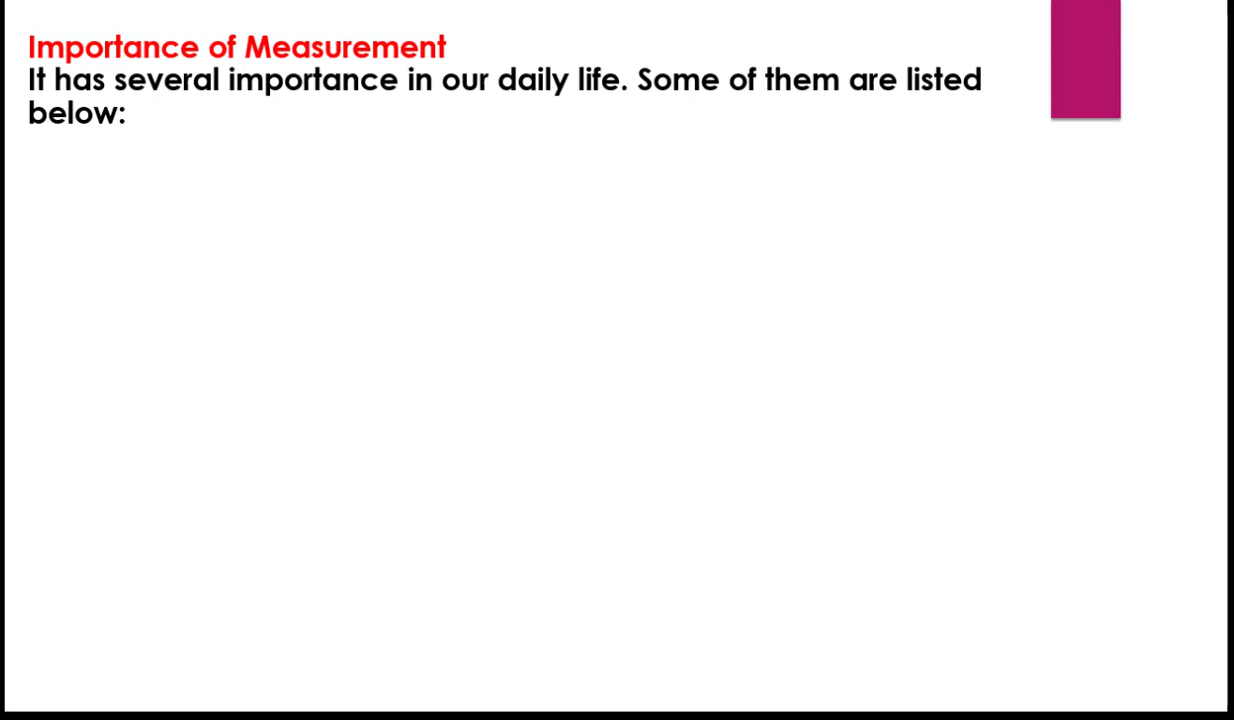 Importance of Measurement
It has several importance in our daily life. Some of them are listed
below: